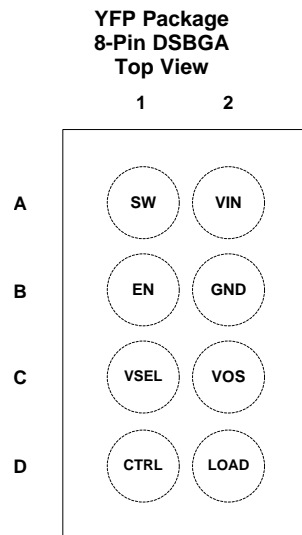 YFP Package
8-Pin DSBGA
Top View
1 2
A SW VIN
B EN GND
C VSEL VOS
D CTRL LOAD